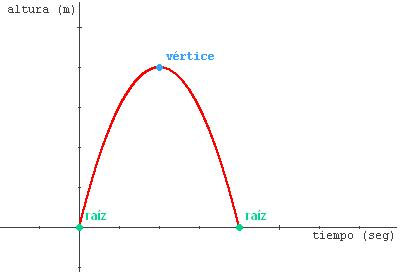 altura (m)
vértice
raíz
raíz
tiempo (seg)